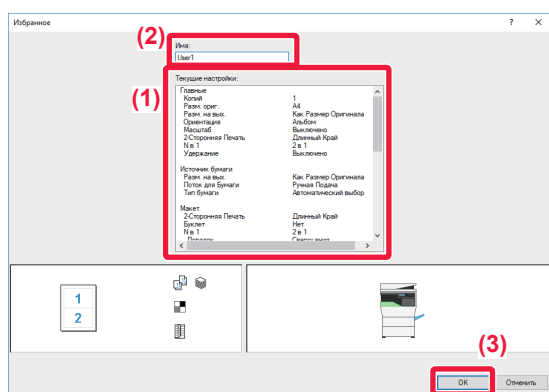 Избранное
?
×
(2)
Имя:
User1
(1)
Текущие настройки:
Главные
Копий 1
Разм. ориг. A4
Разм. на вых. Как Размер Оригинала
Ориентация Альбом
Масштаб Выключено
2-Сторонняя Печать Длинный Край
N в 1 2 в 1
Удержание Выключено
Источник бумаги
Разм. на вых. Как Размер Оригинала
Поток для Бумаги Ручная Подача
Тип бумаги Автоматический выбор
Макет
2-Сторонняя Печать Длинный Край
Буклет Нет
N в 1 2 в 1
Порядок Сверху вниз
1
2
(3)
OK
Отменить